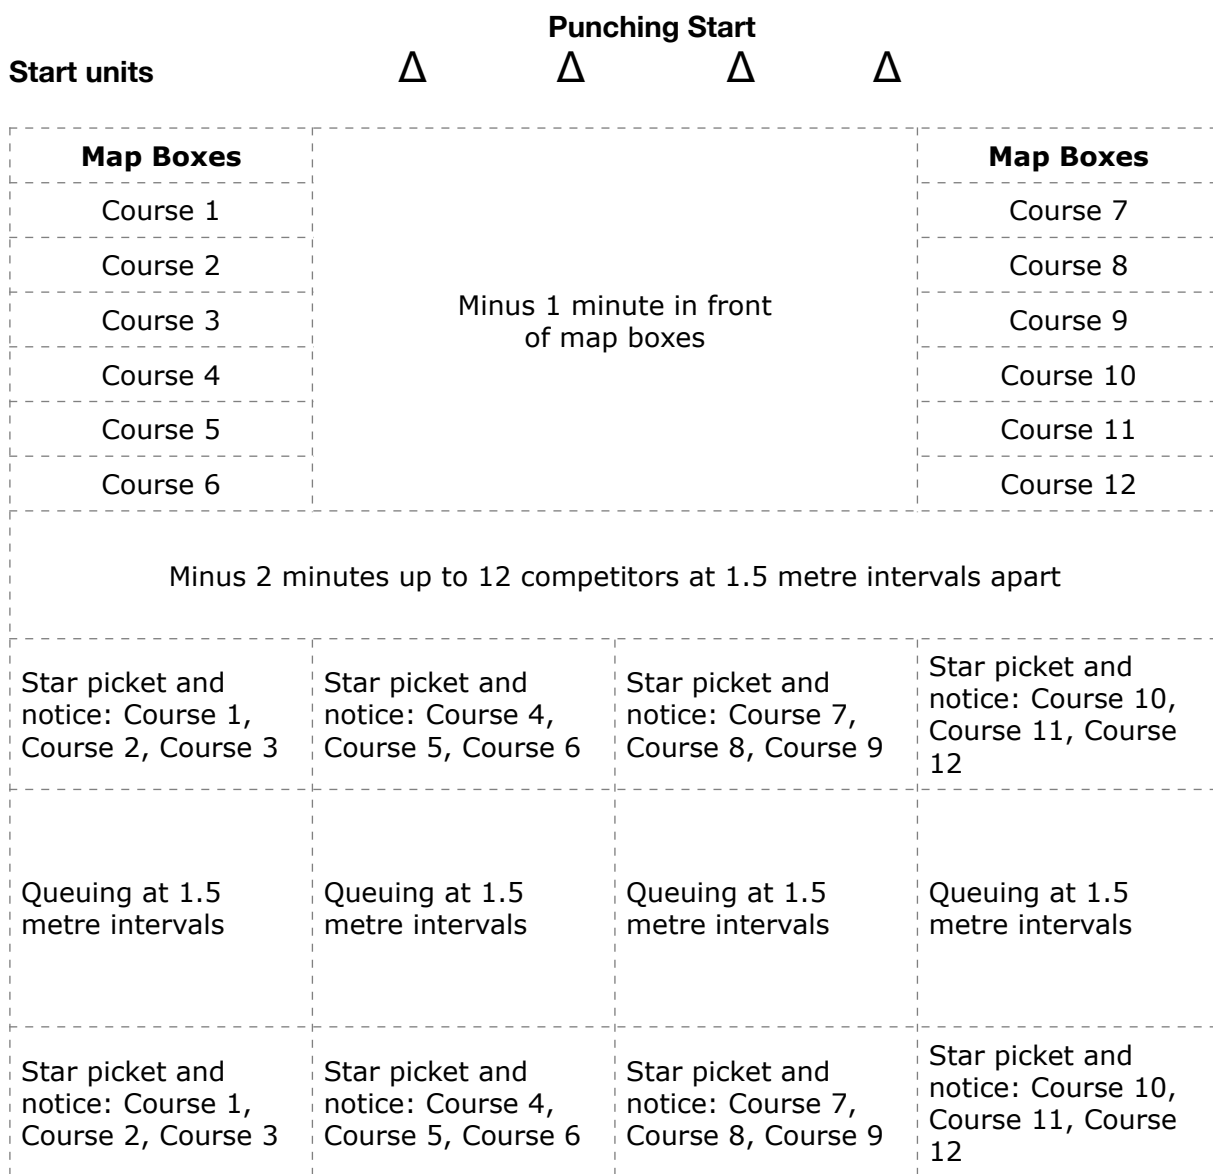 Punching Start
Start units Δ Δ Δ Δ
Map Boxes
Map Boxes
Course 1
Course 7
Course 2
Course 8
Minus 1 minute in front
of map boxes
Course 3
Course 9
Course 4
Course 10
Course 5
Course 11
Course 6
Course 12
Minus 2 minutes up to 12 competitors at 1.5 metre intervals apart
Star picket and
notice: Course 1,
Course 2, Course 3
Star picket and
notice: Course 4,
Course 5, Course 6
Star picket and
notice: Course 7,
Course 8, Course 9
Star picket and
notice: Course 10,
Course 11, Course
12
Queuing at 1.5
metre intervals
Queuing at 1.5
metre intervals
Queuing at 1.5
metre intervals
Queuing at 1.5
metre intervals
Star picket and
notice: Course 1,
Course 2, Course 3
Star picket and
notice: Course 4,
Course 5, Course 6
Star picket and
notice: Course 7,
Course 8, Course 9
Star picket and
notice: Course 10,
Course 11, Course
12